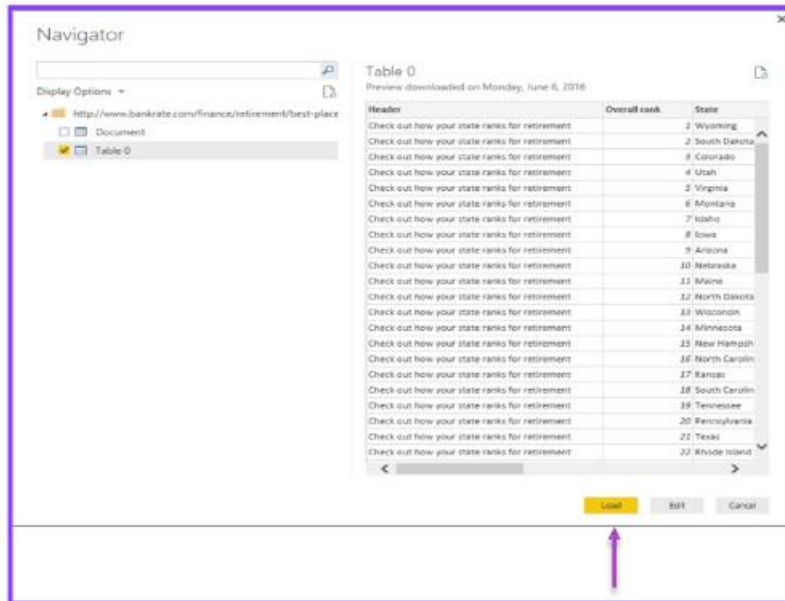 Navigator
Display Options
http://www.bankrate.com/finance/retirement/best-place
Document
Table 0
Table 0
Preview downloaded on Monday, June 6, 2016
Header Overall rank State
Check out how your state ranks for retirement 1 Wyoming
Check out how your state ranks for retirement 2 South Dakota
Check out how your state ranks for retirement 3 Colorado
Check out how your state ranks for retirement 4 Utah
Check out how your state ranks for retirement 5 Virginia
Check out how your state ranks for retirement 6 Montana
Check out how your state ranks for retirement 7 Idaho
Check out how your state ranks for retirement 8 Iowa
Check out how your state ranks for retirement 9 Arizona
Check out how your state ranks for retirement 10 Nebraska
Check out how your state ranks for retirement 11 Maine
Check out how your state ranks for retirement 12 North Dakota
Check out how your state ranks for retirement 13 Wisconsin
Check out how your state ranks for retirement 14 Minnesota
Check out how your state ranks for retirement 15 New Hampsh
Check out how your state ranks for retirement 16 North Carolin
Check out how your state ranks for retirement 17 Kansas
Check out how your state ranks for retirement 18 South Carolin
Check out how your state ranks for retirement 19 Tennessee
Check out how your state ranks for retirement 20 Pennsylvania
Check out how your state ranks for retirement 21 Texas
Check out how your state ranks for retirement 22 Rhode Island
Load Edit Cancel